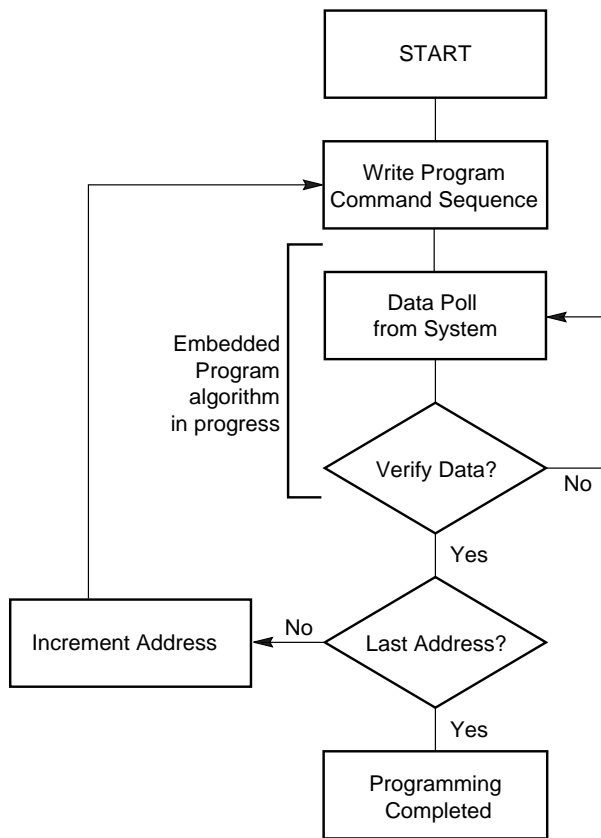 START
Write Program
Command Sequence
Data Poll
from System
Embedded
Program
algorithm
in progress
Verify Data?
No
Yes
Increment Address
No
Last Address?
Yes
Programming
Completed